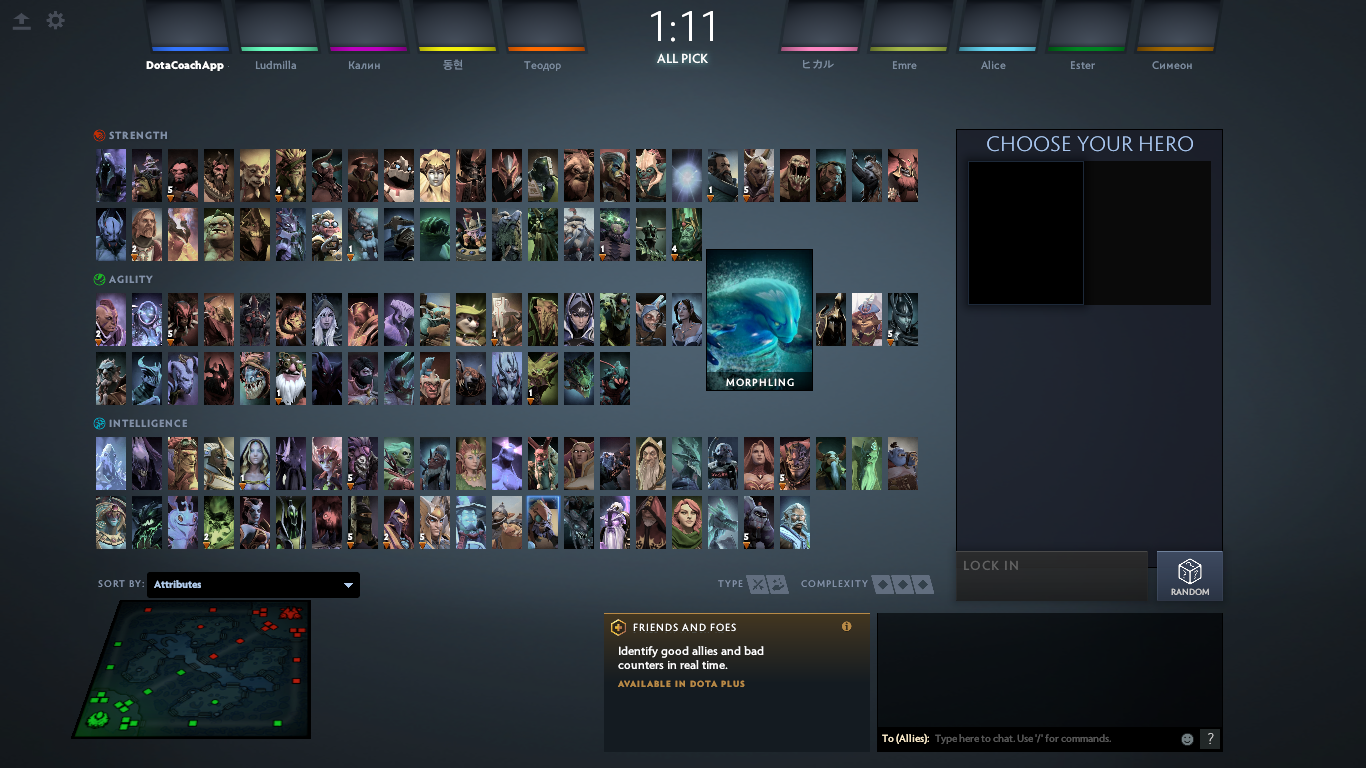 1:11
ALL PICK
DotaCoachApp
Ludmilla
Калин
동현
Теодор
ヒカル
Emre
Alice
Ester
Симеон
STRENGTH
CHOOSE YOUR HERO
5
4
1
5
2
1
1
4
AGILITY
2
5
1
5
MORPHLING
1
1
INTELLIGENCE
1
5
5
2
5
2
5
5
LOCK IN
RANDOM
SORT BY:
Attributes
TYPE
COMPLEXITY
FRIENDS AND FOES
Identify good allies and bad
counters in real time.
AVAILABLE IN DOTA PLUS
To (Allies):
Type here to chat. Use '/' for commands.
?